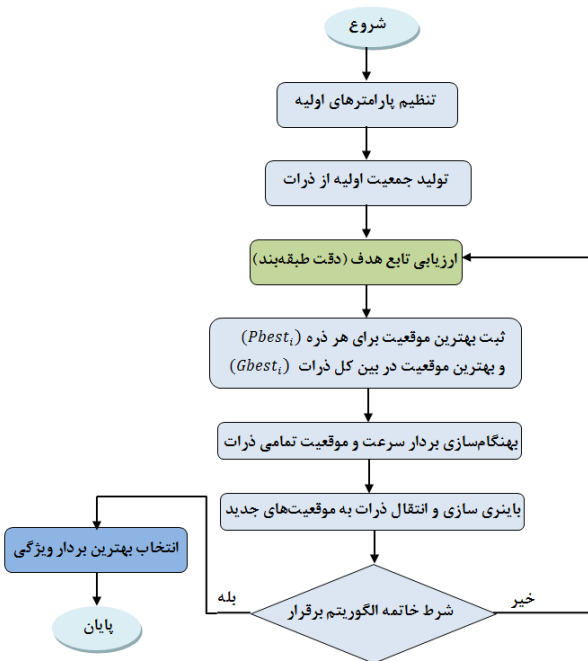 شروع
تنظیم پارامترهای اولیه
تولید جمعیت اولیه از ذرات
ارزیابی تابع هدف (دقت طبقه‌بند)
ثبت بهترین موقعیت برای هر ذره (Pbest_i)
و بهترین موقعیت در بین کل ذرات (Gbest_i)
بهنگام‌سازی بردار سرعت و موقعیت تمامی ذرات
باینری سازی و انتقال ذرات به موقعیت‌های جدید
شرط خاتمه الگوریتم برقرار
خیر
بله
انتخاب بهترین بردار ویژگی
پایان